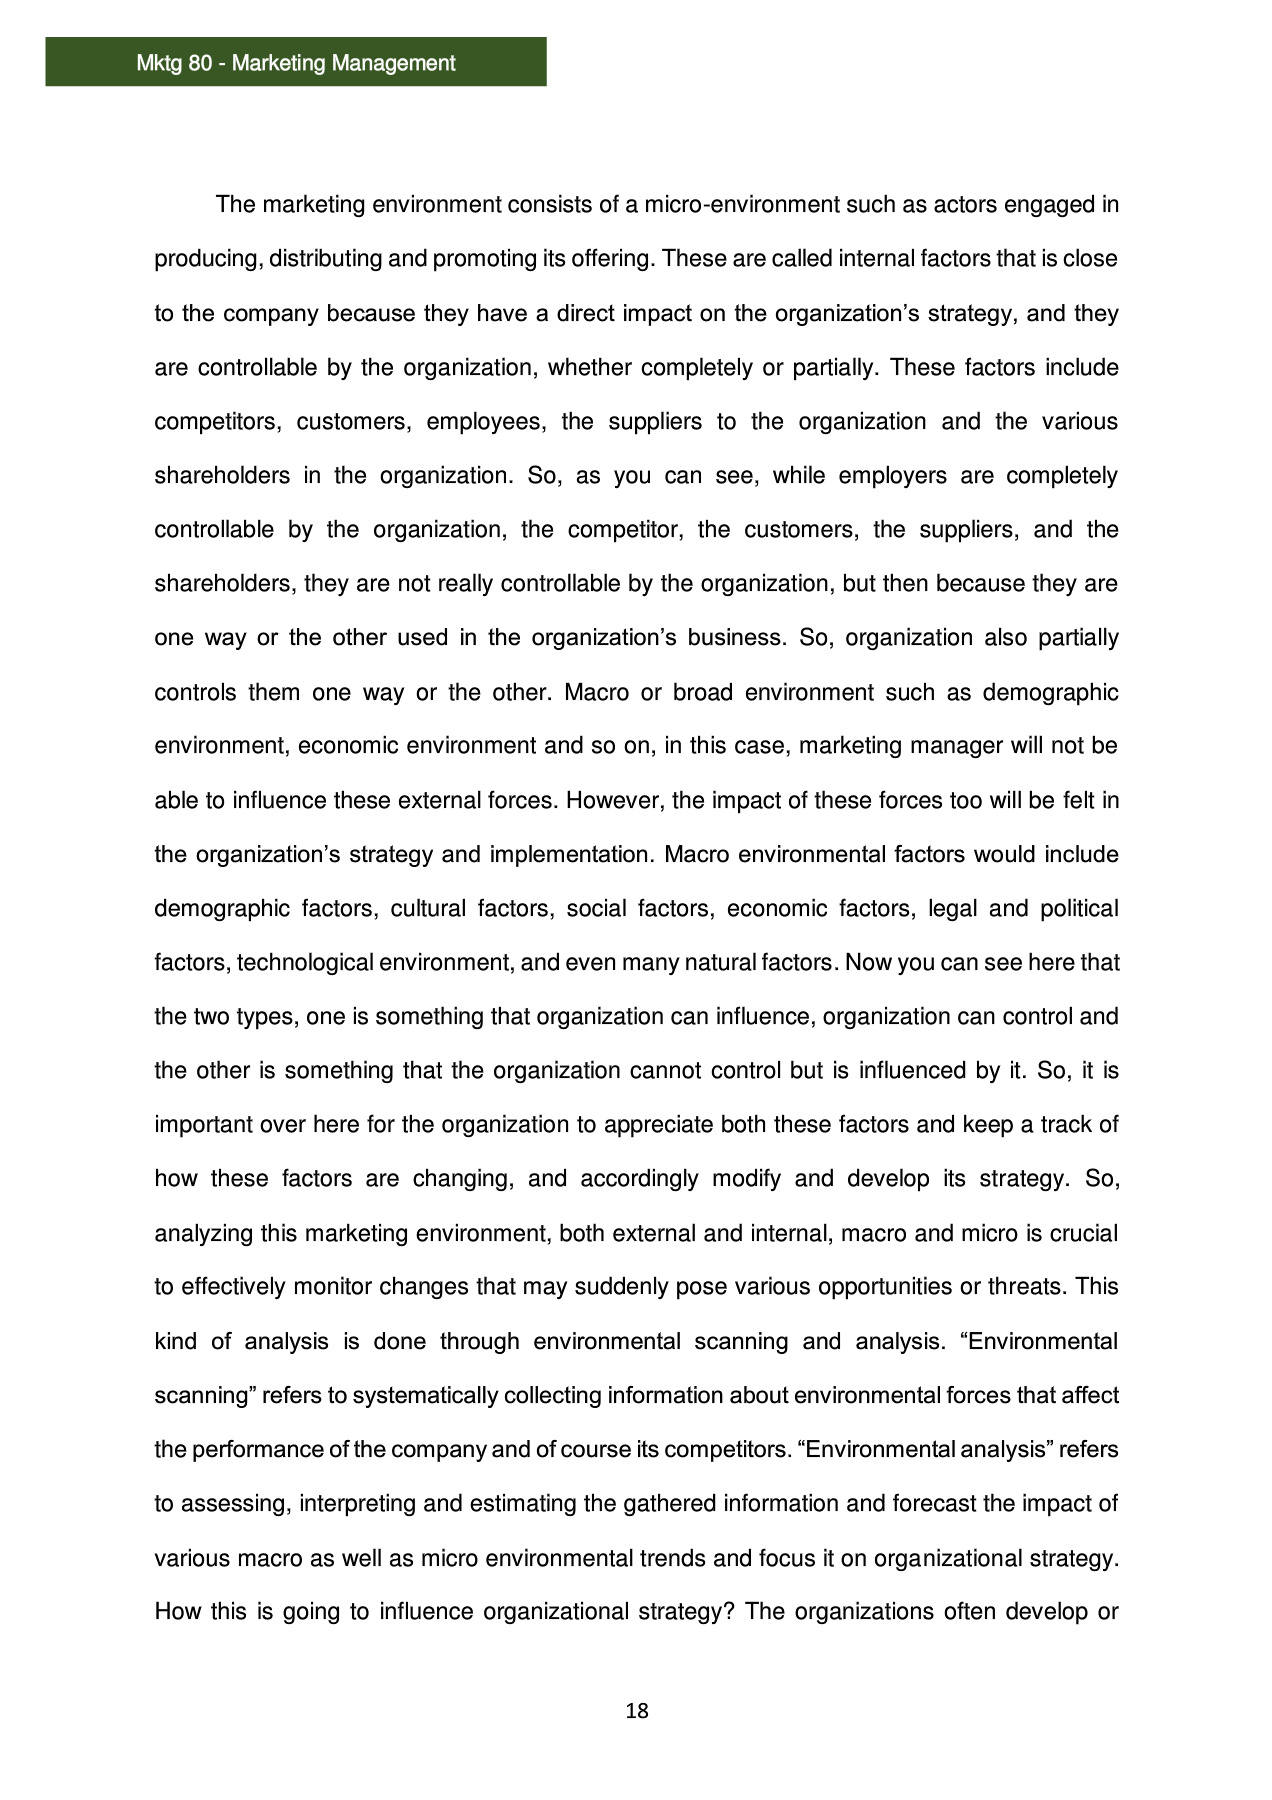 Mktg 80 - Marketing Management
The marketing environment consists of a micro-environment such as actors engaged in
producing, distributing and promoting its offering. These are called internal factors that is close
to the company because they have a direct impact on the organization’s strategy, and they
are controllable by the organization, whether completely or partially. These factors include
competitors, customers, employees, the suppliers to the organization and the various
shareholders in the organization. So, as you can see, while employers are completely
controllable by the organization, the competitor, the customers, the suppliers, and the
shareholders, they are not really controllable by the organization, but then because they are
one way or the other used in the organization’s business. So, organization also partially
controls them one way or the other. Macro or broad environment such as demographic
environment, economic environment and so on, in this case, marketing manager will not be
able to influence these external forces. However, the impact of these forces too will be felt in
the organization’s strategy and implementation. Macro environmental factors would include
demographic factors, cultural factors, social factors, economic factors, legal and political
factors, technological environment, and even many natural factors. Now you can see here that
the two types, one is something that organization can influence, organization can control and
the other is something that the organization cannot control but is influenced by it. So, it is
important over here for the organization to appreciate both these factors and keep a track of
how these factors are changing, and accordingly modify and develop its strategy. So,
analyzing this marketing environment, both external and internal, macro and micro is crucial
to effectively monitor changes that may suddenly pose various opportunities or threats. This
kind of analysis is done through environmental scanning and analysis. “Environmental
scanning” refers to systematically collecting information about environmental forces that affect
the performance of the company and of course its competitors. “Environmental analysis” refers
to assessing, interpreting and estimating the gathered information and forecast the impact of
various macro as well as micro environmental trends and focus it on organizational strategy.
How this is going to influence organizational strategy? The organizations often develop or
18